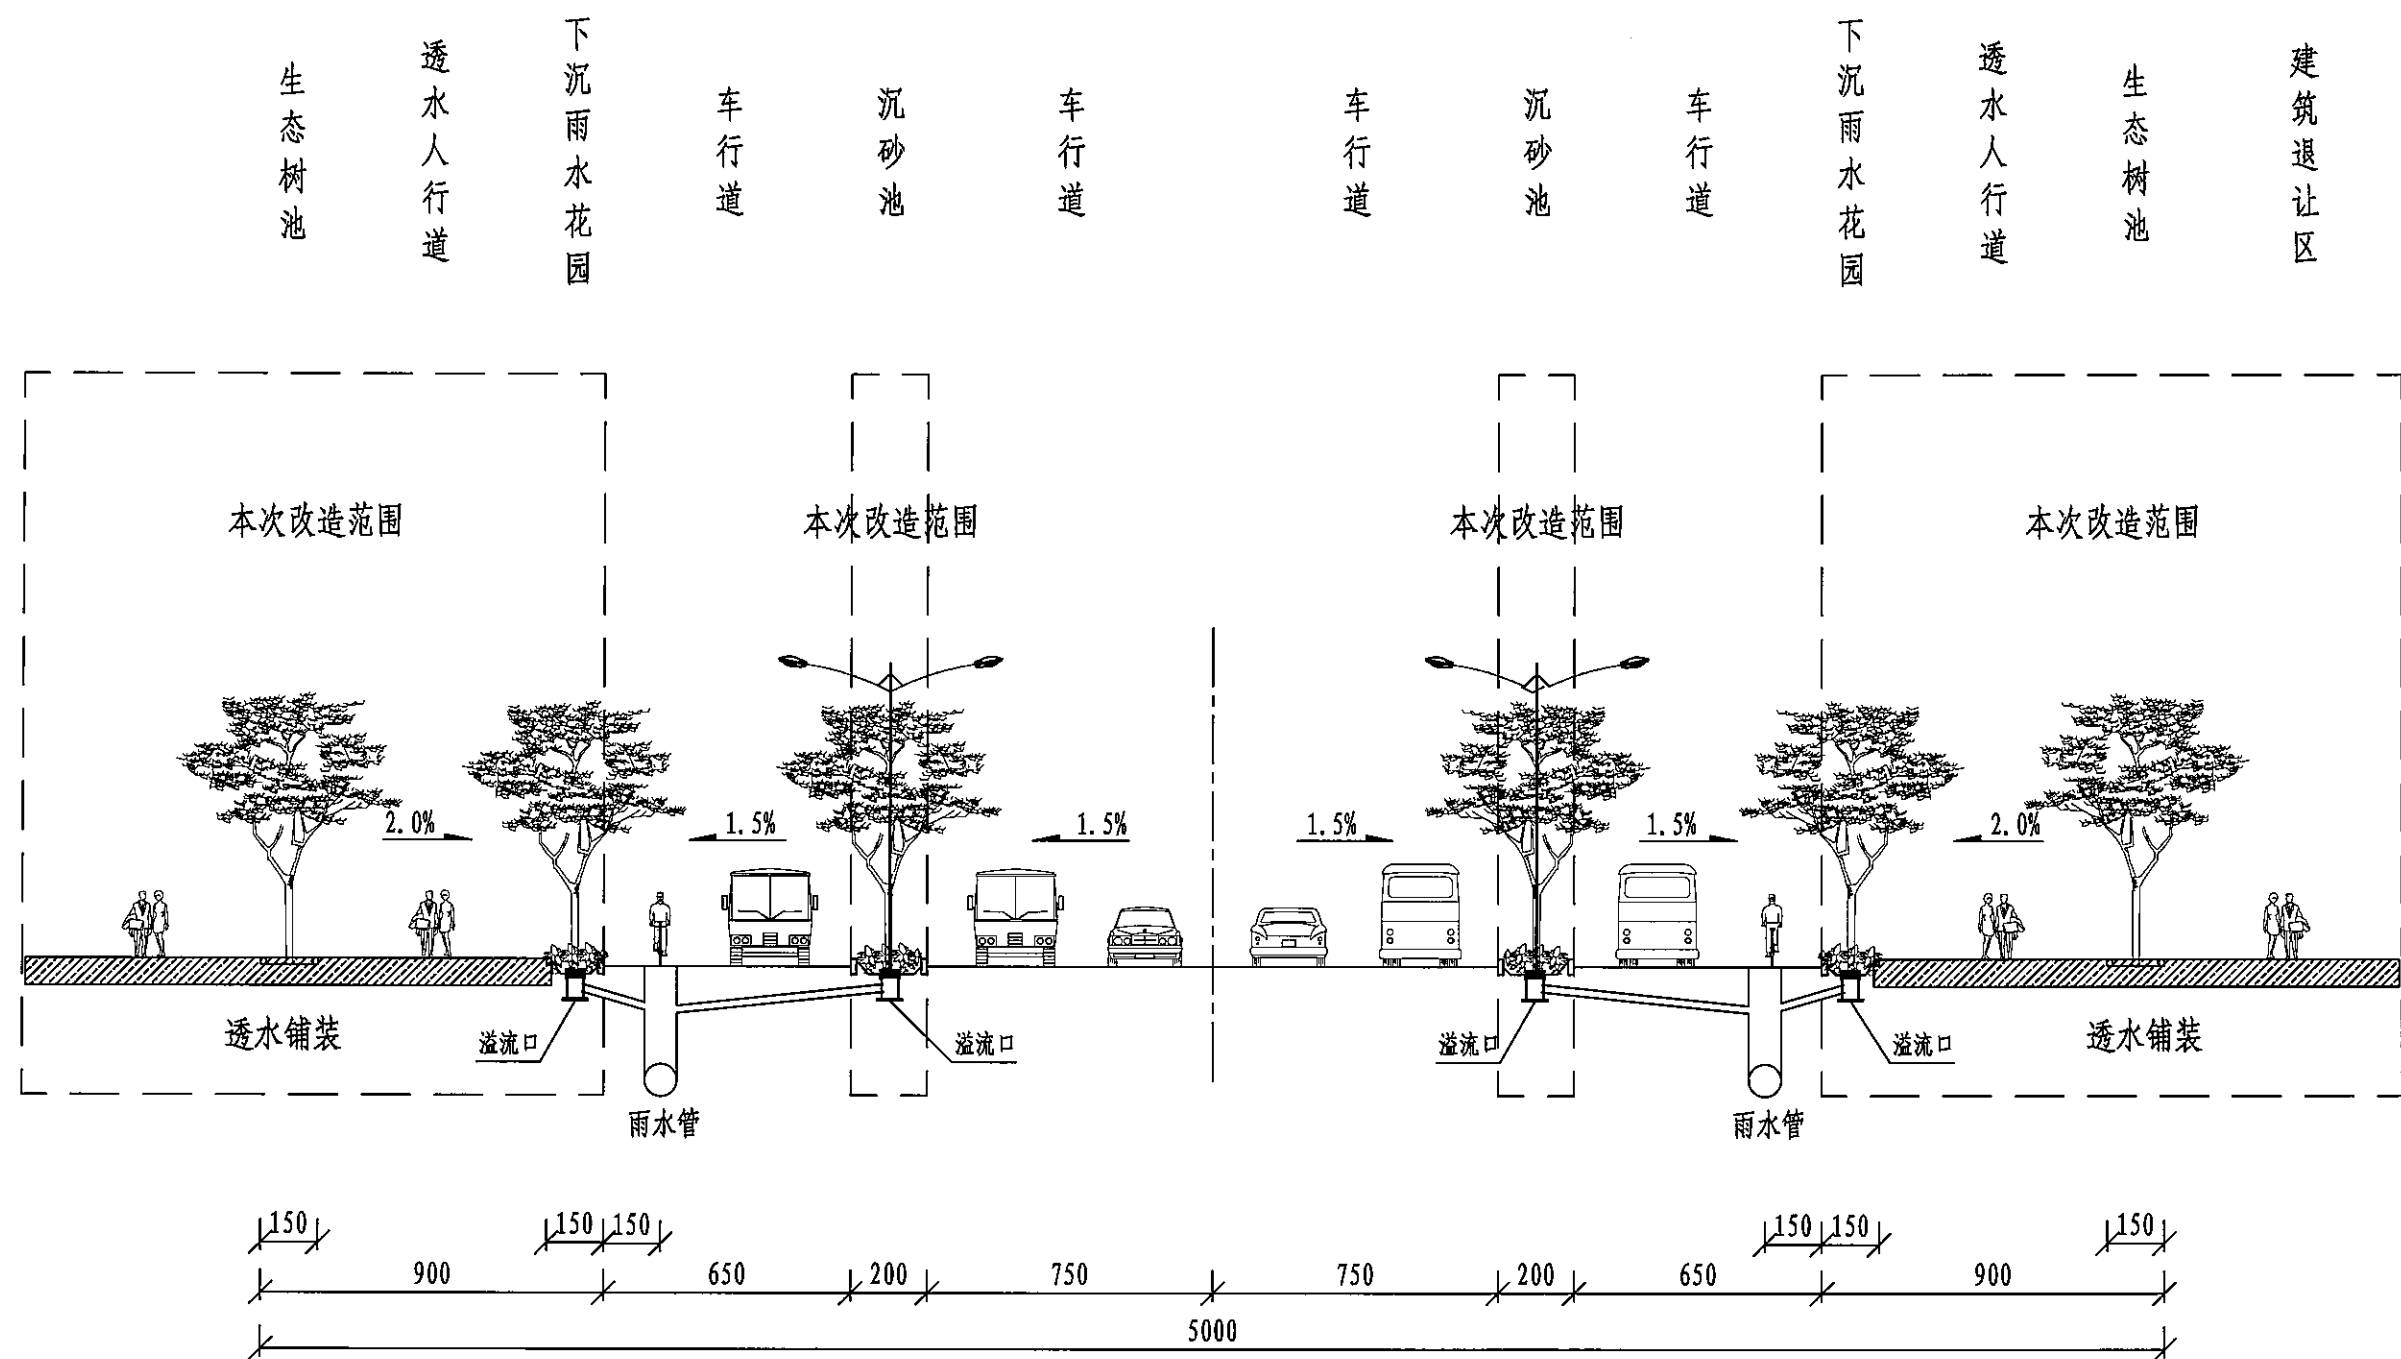 生态树池
透水人行道
下沉雨水花园
车行道
沉砂池
车行道
车行道
沉砂池
车行道
下沉雨水花园
透水人行道
生态树池
建筑退让区
本次改造范围
本次改造范围
本次改造范围
本次改造范围
2.0%
1.5%
1.5%
1.5%
1.5%
2.0%
透水铺装
溢流口
溢流口
溢流口
溢流口
透水铺装
雨水管
雨水管
150
150
150
150
150
150
900
650
200
750
750
200
650
900
5000